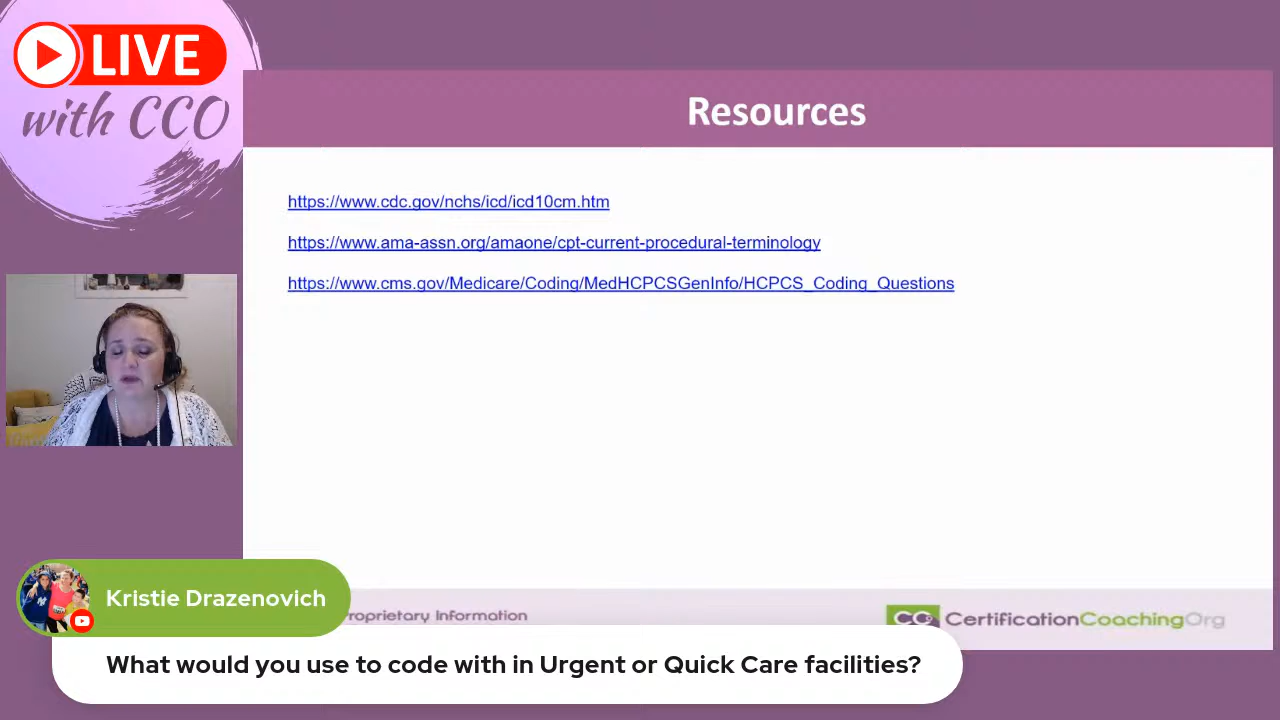 LIVE
with CCO
Resources
https://www.cdc.gov/nchs/icd/icd10cm.htm
https://www.ama-assn.org/amaone/cpt-current-procedural-terminology
https://www.cms.gov/Medicare/Coding/MedHCPCSGenInfo/HCPCS_Coding_Questions
Kristie Drazenovich
roprietary Information
CCO CertificationCoachingOrg
What would you use to code with in Urgent or Quick Care facilities?